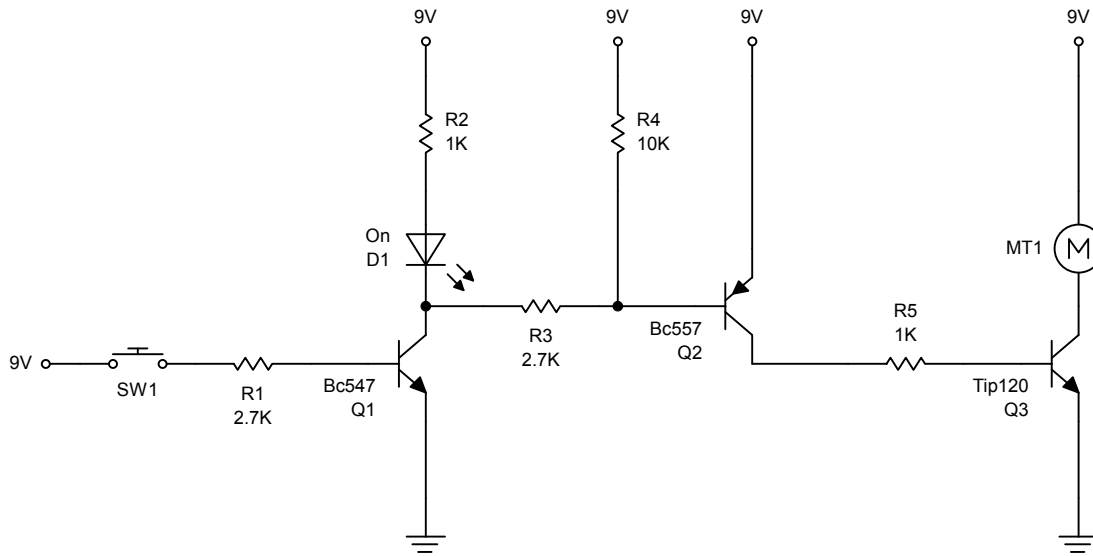 9V
9V
9V
9V
R2
1K
R4
10K
On
D1
MT1
M
R3
2.7K
Bc557
Q2
R5
1K
9V
SW1
R1
2.7K
Bc547
Q1
Tip120
Q3